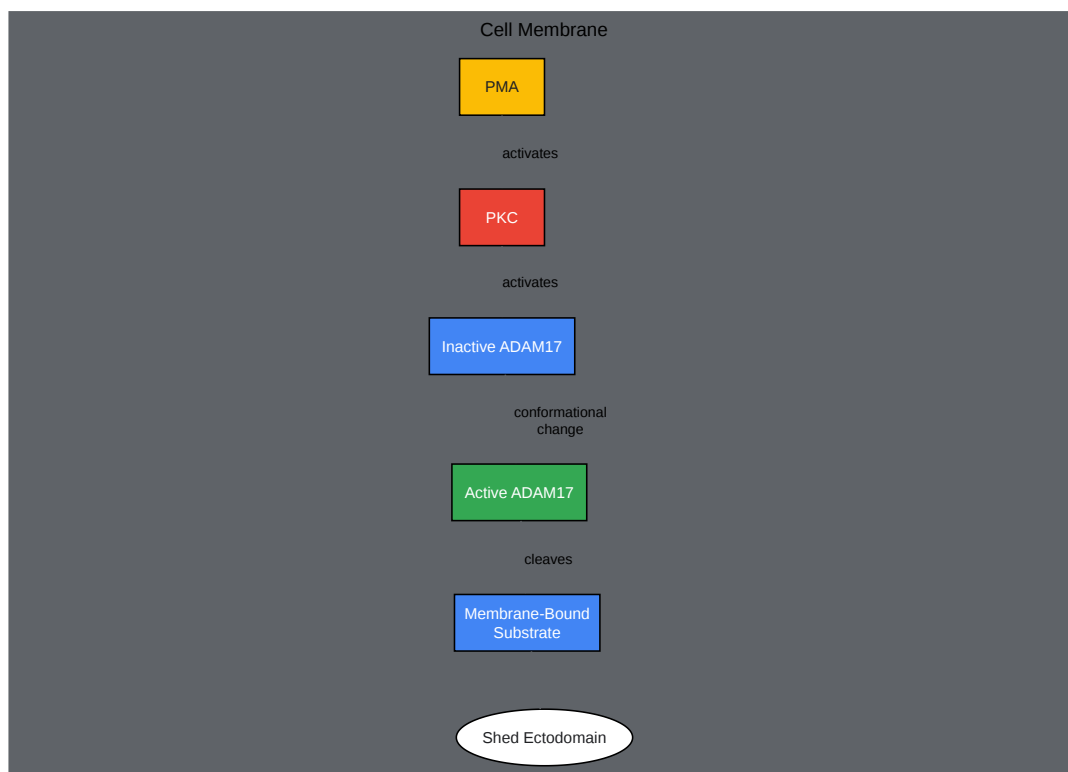 Cell Membrane
PMA
activates
PKC
activates
Inactive ADAM17
conformational
change
Active ADAM17
cleaves
Membrane-Bound
Substrate
Shed Ectodomain